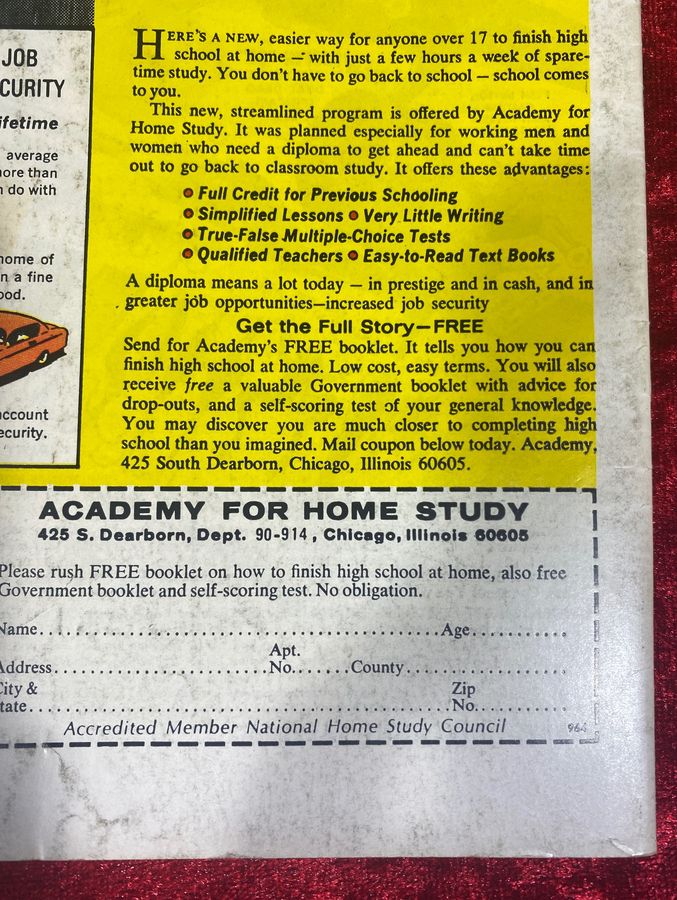 JOB
CURITY
ifetime
average
ore than
n do with
ome of
n a fine
ood.
account
ecurity.
HERE'S A NEW, easier way for anyone over 17 to finish high
school at home — with just a few hours a week of spare-
time study. You don't have to go back to school — school comes
to you.
This new, streamlined program is offered by Academy for
Home Study. It was planned especially for working men and
women who need a diploma to get ahead and can't take time
out to go back to classroom study. It offers these advantages:
• Full Credit for Previous Schooling
• Simplified Lessons • Very Little Writing
• True-False Multiple-Choice Tests
• Qualified Teachers • Easy-to-Read Text Books
A diploma means a lot today — in prestige and in cash, and in
greater job opportunities—increased job security
Get the Full Story—FREE
Send for Academy's FREE booklet. It tells you how you can
finish high school at home. Low cost, easy terms. You will also
receive free a valuable Government booklet with advice for
drop-outs, and a self-scoring test of your general knowledge.
You may discover you are much closer to completing high
school than you imagined. Mail coupon below today. Academy,
425 South Dearborn, Chicago, Illinois 60605.
ACADEMY FOR HOME STUDY
425 S. Dearborn, Dept. 90-914, Chicago, Illinois 60605
Please rush FREE booklet on how to finish high school at home, also free
Government booklet and self-scoring test. No obligation.
Name Age
Apt.
Address No. County
City & Zip
tate No.
Accredited Member National Home Study Council